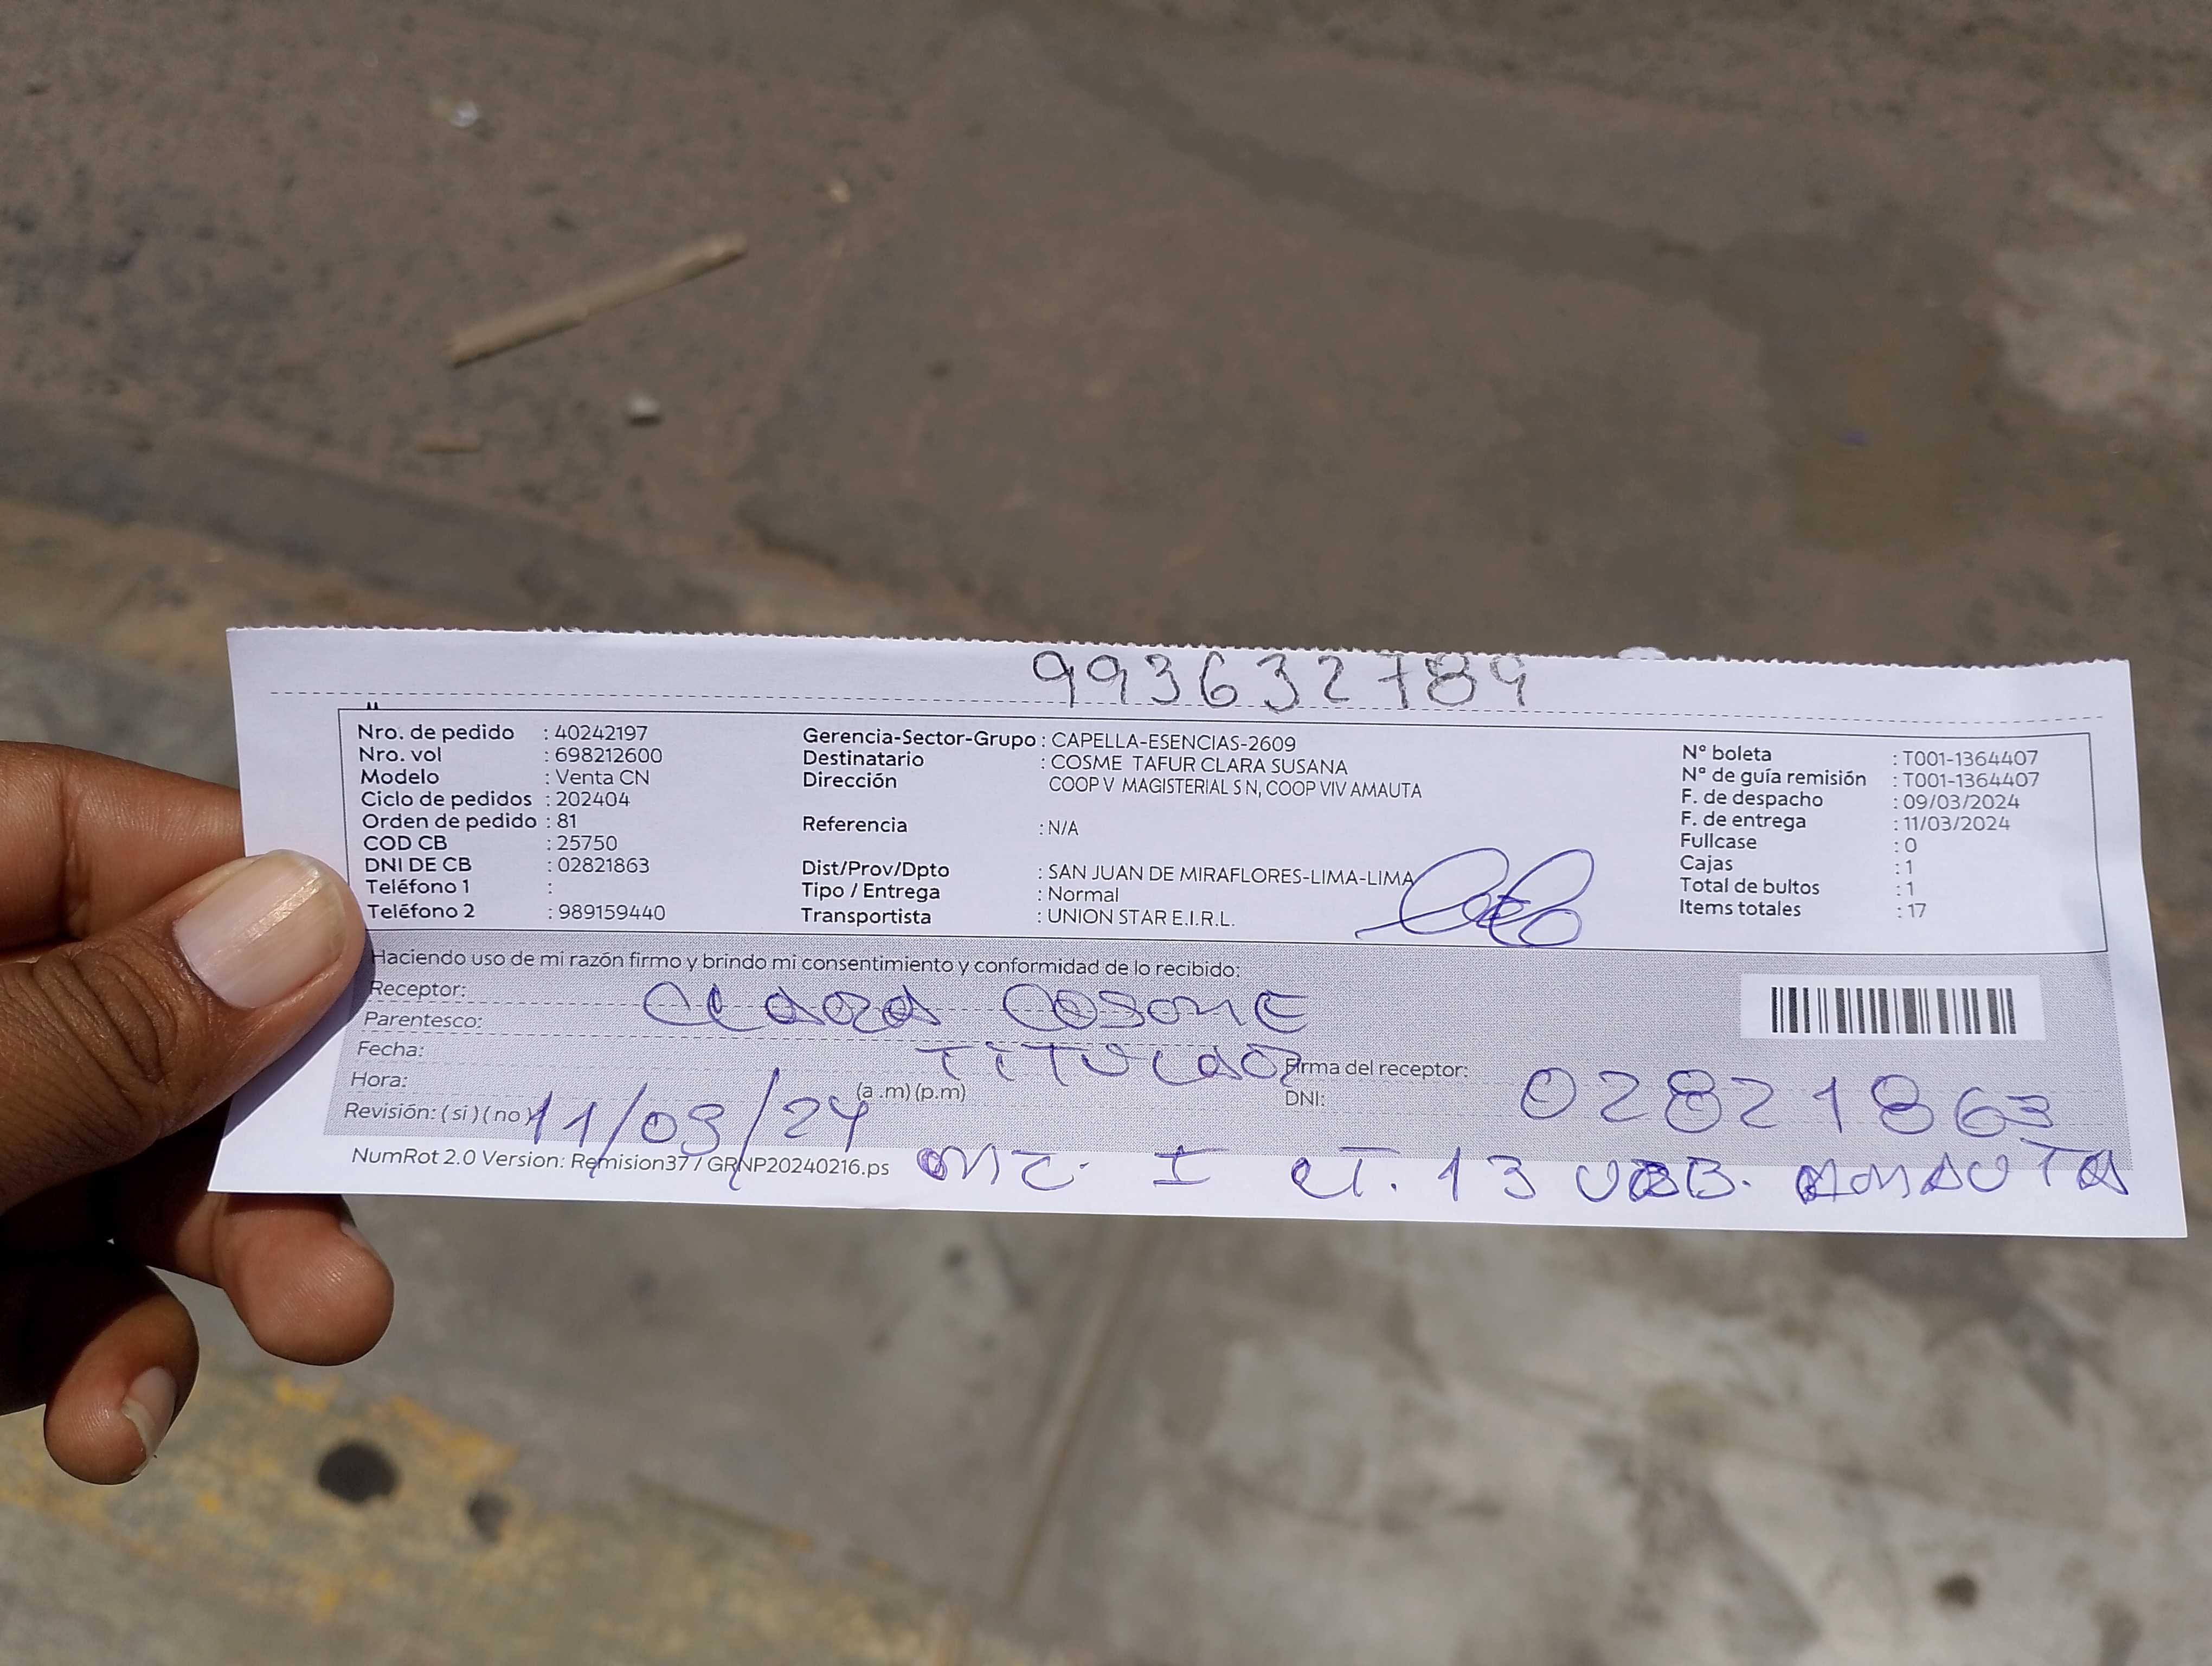 993632789
Nro. de pedido : 40242197
Nro. vol : 698212600
Modelo : Venta CN
Ciclo de pedidos : 202404
Orden de pedido : 81
COD CB : 25750
DNI DE CB : 02821863
Teléfono 1 :
Teléfono 2 : 989159440
Gerencia-Sector-Grupo : CAPELLA-ESENCIAS-2609
Destinatario : COSME TAFUR CLARA SUSANA
Dirección COOP V MAGISTERIAL S N, COOP VIV AMAUTA
Referencia : N/A
Dist/Prov/Dpto : SAN JUAN DE MIRAFLORES-LIMA-LIMA
Tipo / Entrega : Normal
Transportista : UNION STAR E.I.R.L.
N° boleta : T001-1364407
N° de guía remisión : T001-1364407
F. de despacho : 09/03/2024
F. de entrega : 11/03/2024
Fullcase : 0
Cajas : 1
Total de bultos : 1
Items totales : 17
Haciendo uso de mi razón firmo y brindo mi consentimiento y conformidad de lo recibido:
Receptor: CLARA COSME
Parentesco: TITULAR
Fecha: 11/03/24
Hora: (a .m) (p.m)
Revisión: ( si ) ( no )
Firma del receptor:
DNI: 02821863
NumRot 2.0 Version: Remision37 / GRNP20240216.ps
MZ. I LT. 13 URB. AMAUTA